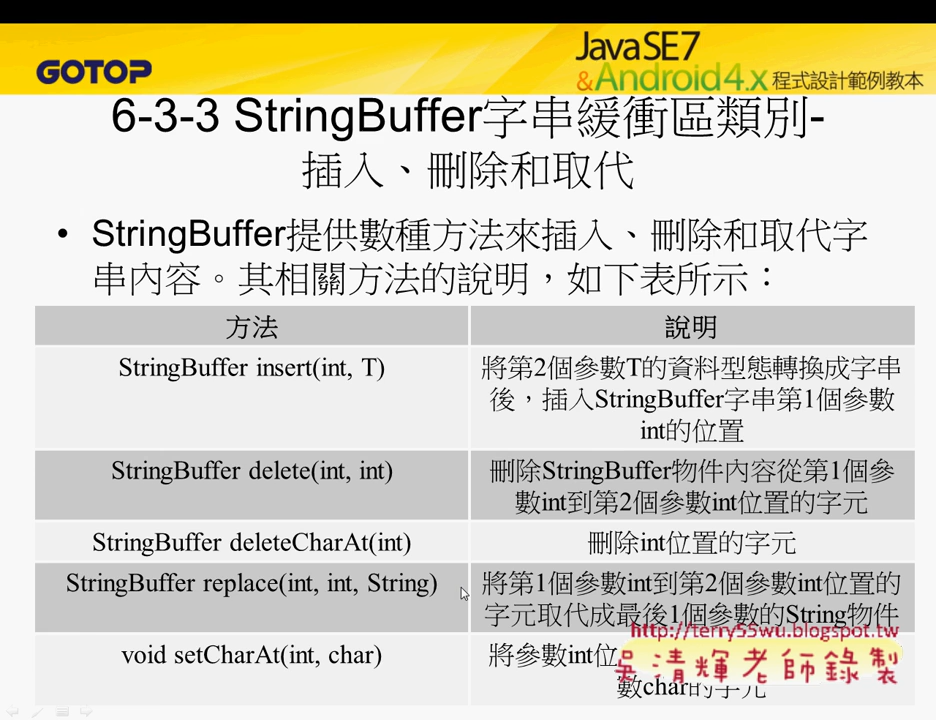 GOTOP
JavaSE7
&Android4.x 程式設計範例教本
6-3-3 StringBuffer字串緩衝區類別-
插入、刪除和取代
• StringBuffer提供數種方法來插入、刪除和取代字
串內容。其相關方法的說明，如下表所示：
方法
說明
StringBuffer insert(int, T)
將第2個參數T的資料型態轉換成字串
後，插入StringBuffer字串第1個參數
int的位置
StringBuffer delete(int, int)
刪除StringBuffer物件內容從第1個參
數int到第2個參數int位置的字元
StringBuffer deleteCharAt(int)
刪除int位置的字元
StringBuffer replace(int, int, String)
將第1個參數int到第2個參數int位置的
字元取代成最後1個參數的String物件
void setCharAt(int, char)
將參數int位
數char的字元
http://terry55wu.blogspot.tw
吳清輝老師錄製